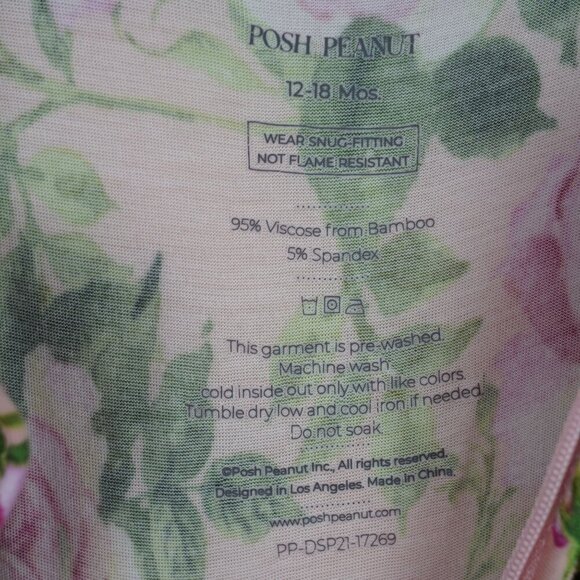 POSH PEANUT
12-18 Mos.
WEAR SNUG-FITTING
NOT FLAME RESISTANT
95% Viscose from Bamboo
5% Spandex
This garment is pre-washed.
Machine wash
cold inside out only with like colors.
Tumble dry low and cool iron if needed.
Do not soak.
©Posh Peanut Inc., All rights reserved.
Designed in Los Angeles. Made in China.
www.poshpeanut.com
PP-DSP21-17269